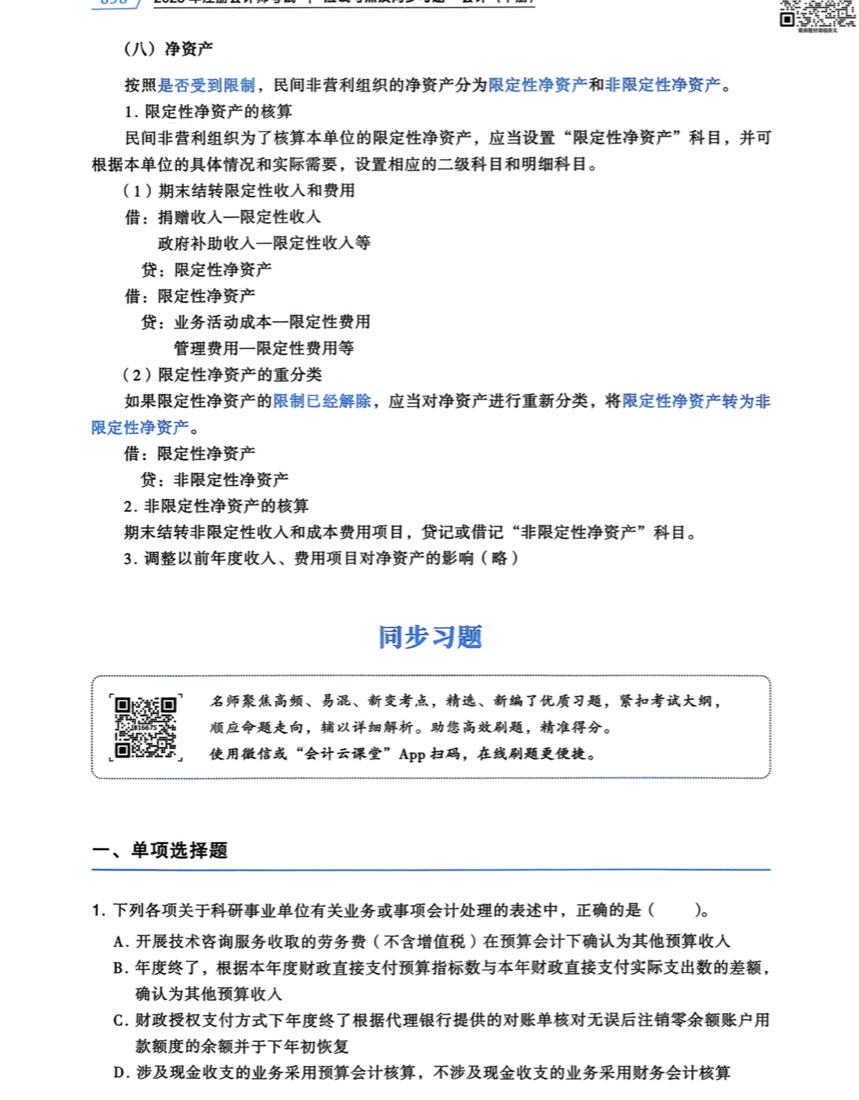 （八）净资产
按照是否受到限制，民间非营利组织的净资产分为限定性净资产和非限定性净资产。
1. 限定性净资产的核算
民间非营利组织为了核算本单位的限定性净资产，应当设置“限定性净资产”科目，并可
根据本单位的具体情况和实际需要，设置相应的二级科目和明细科目。
（1）期末结转限定性收入和费用
借：捐赠收入—限定性收入
政府补助收入—限定性收入等
贷：限定性净资产
借：限定性净资产
贷：业务活动成本—限定性费用
管理费用—限定性费用等
（2）限定性净资产的重分类
如果限定性净资产的限制已经解除，应当对净资产进行重新分类，将限定性净资产转为非
限定性净资产。
借：限定性净资产
贷：非限定性净资产
2. 非限定性净资产的核算
期末结转非限定性收入和成本费用项目，贷记或借记“非限定性净资产”科目。
3. 调整以前年度收入、费用项目对净资产的影响（略）
同步习题
名师聚焦高频、易混、新变考点，精选、新编了优质习题，紧扣考试大纲，
顺应命题走向，辅以详细解析。助您高效刷题，精准得分。
使用微信或“会计云课堂”App 扫码，在线刷题更便捷。
一、单项选择题
1. 下列各项关于科研事业单位有关业务或事项会计处理的表述中，正确的是（　　）。
A. 开展技术咨询服务收取的劳务费（不含增值税）在预算会计下确认为其他预算收入
B. 年度终了，根据本年度财政直接支付预算指标数与本年财政直接支付实际支出数的差额，
确认为其他预算收入
C. 财政授权支付方式下年度终了根据代理银行提供的对账单核对无误后注销零余额账户用
款额度的余额并于下年初恢复
D. 涉及现金收支的业务采用预算会计核算，不涉及现金收支的业务采用财务会计核算